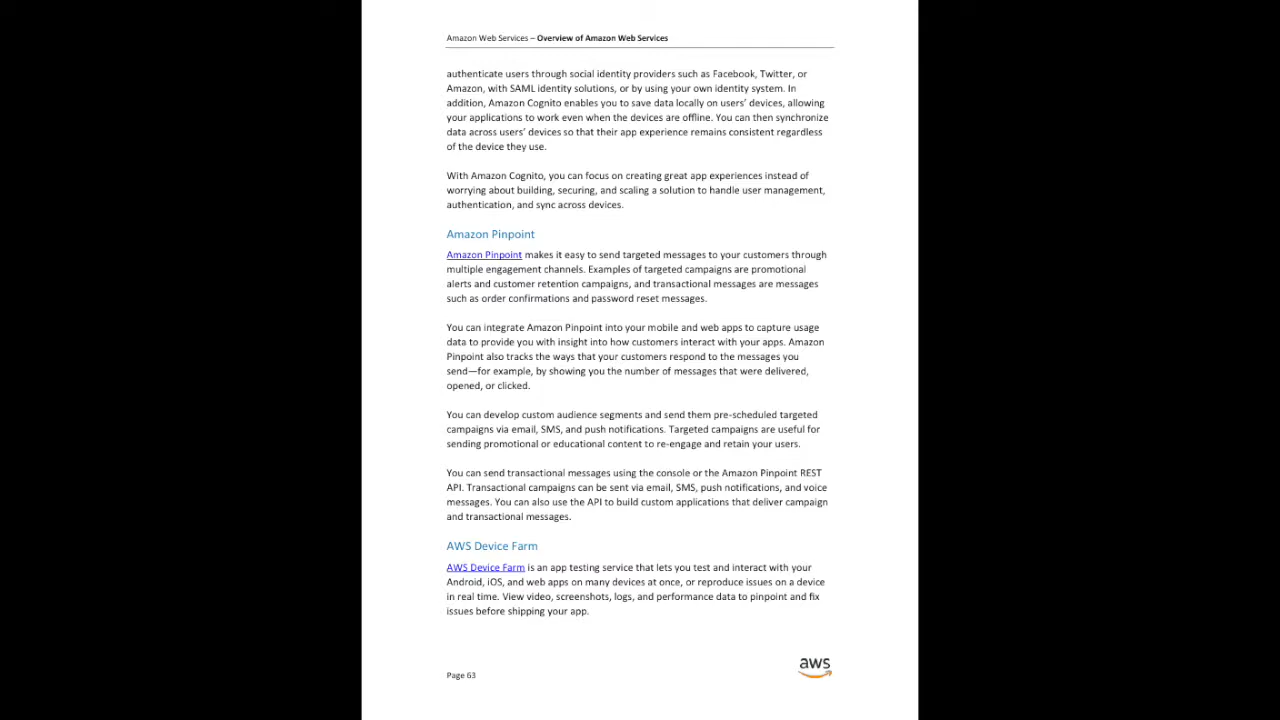 Amazon Web Services – Overview of Amazon Web Services
authenticate users through social identity providers such as Facebook, Twitter, or
Amazon, with SAML identity solutions, or by using your own identity system. In
addition, Amazon Cognito enables you to save data locally on users’ devices, allowing
your applications to work even when the devices are offline. You can then synchronize
data across users’ devices so that their app experience remains consistent regardless
of the device they use.
With Amazon Cognito, you can focus on creating great app experiences instead of
worrying about building, securing, and scaling a solution to handle user management,
authentication, and sync across devices.
Amazon Pinpoint
Amazon Pinpoint makes it easy to send targeted messages to your customers through
multiple engagement channels. Examples of targeted campaigns are promotional
alerts and customer retention campaigns, and transactional messages are messages
such as order confirmations and password reset messages.
You can integrate Amazon Pinpoint into your mobile and web apps to capture usage
data to provide you with insight into how customers interact with your apps. Amazon
Pinpoint also tracks the ways that your customers respond to the messages you
send—for example, by showing you the number of messages that were delivered,
opened, or clicked.
You can develop custom audience segments and send them pre-scheduled targeted
campaigns via email, SMS, and push notifications. Targeted campaigns are useful for
sending promotional or educational content to re-engage and retain your users.
You can send transactional messages using the console or the Amazon Pinpoint REST
API. Transactional campaigns can be sent via email, SMS, push notifications, and voice
messages. You can also use the API to build custom applications that deliver campaign
and transactional messages.
AWS Device Farm
AWS Device Farm is an app testing service that lets you test and interact with your
Android, iOS, and web apps on many devices at once, or reproduce issues on a device
in real time. View video, screenshots, logs, and performance data to pinpoint and fix
issues before shipping your app.
aws
Page 63